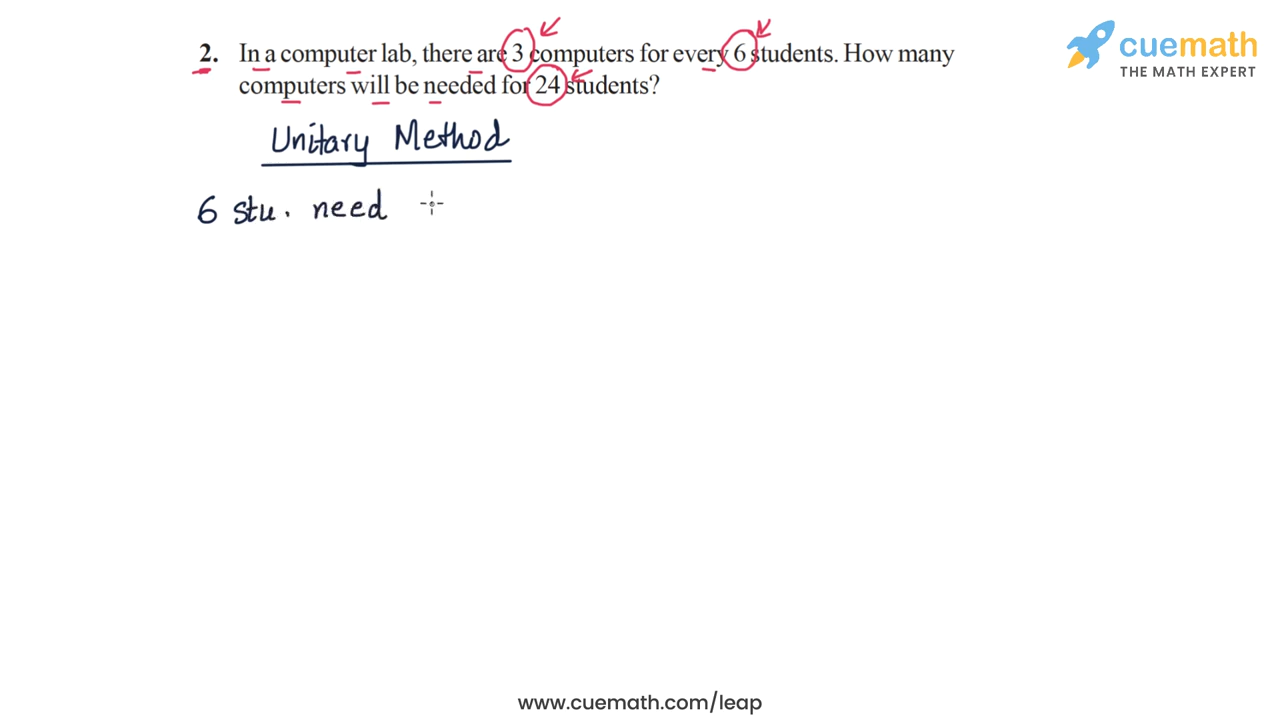 2. In a computer lab, there are 3 computers for every 6 students. How many
computers will be needed for 24 students?
cuemath
THE MATH EXPERT
Unitary Method
6 stu. need
www.cuemath.com/leap